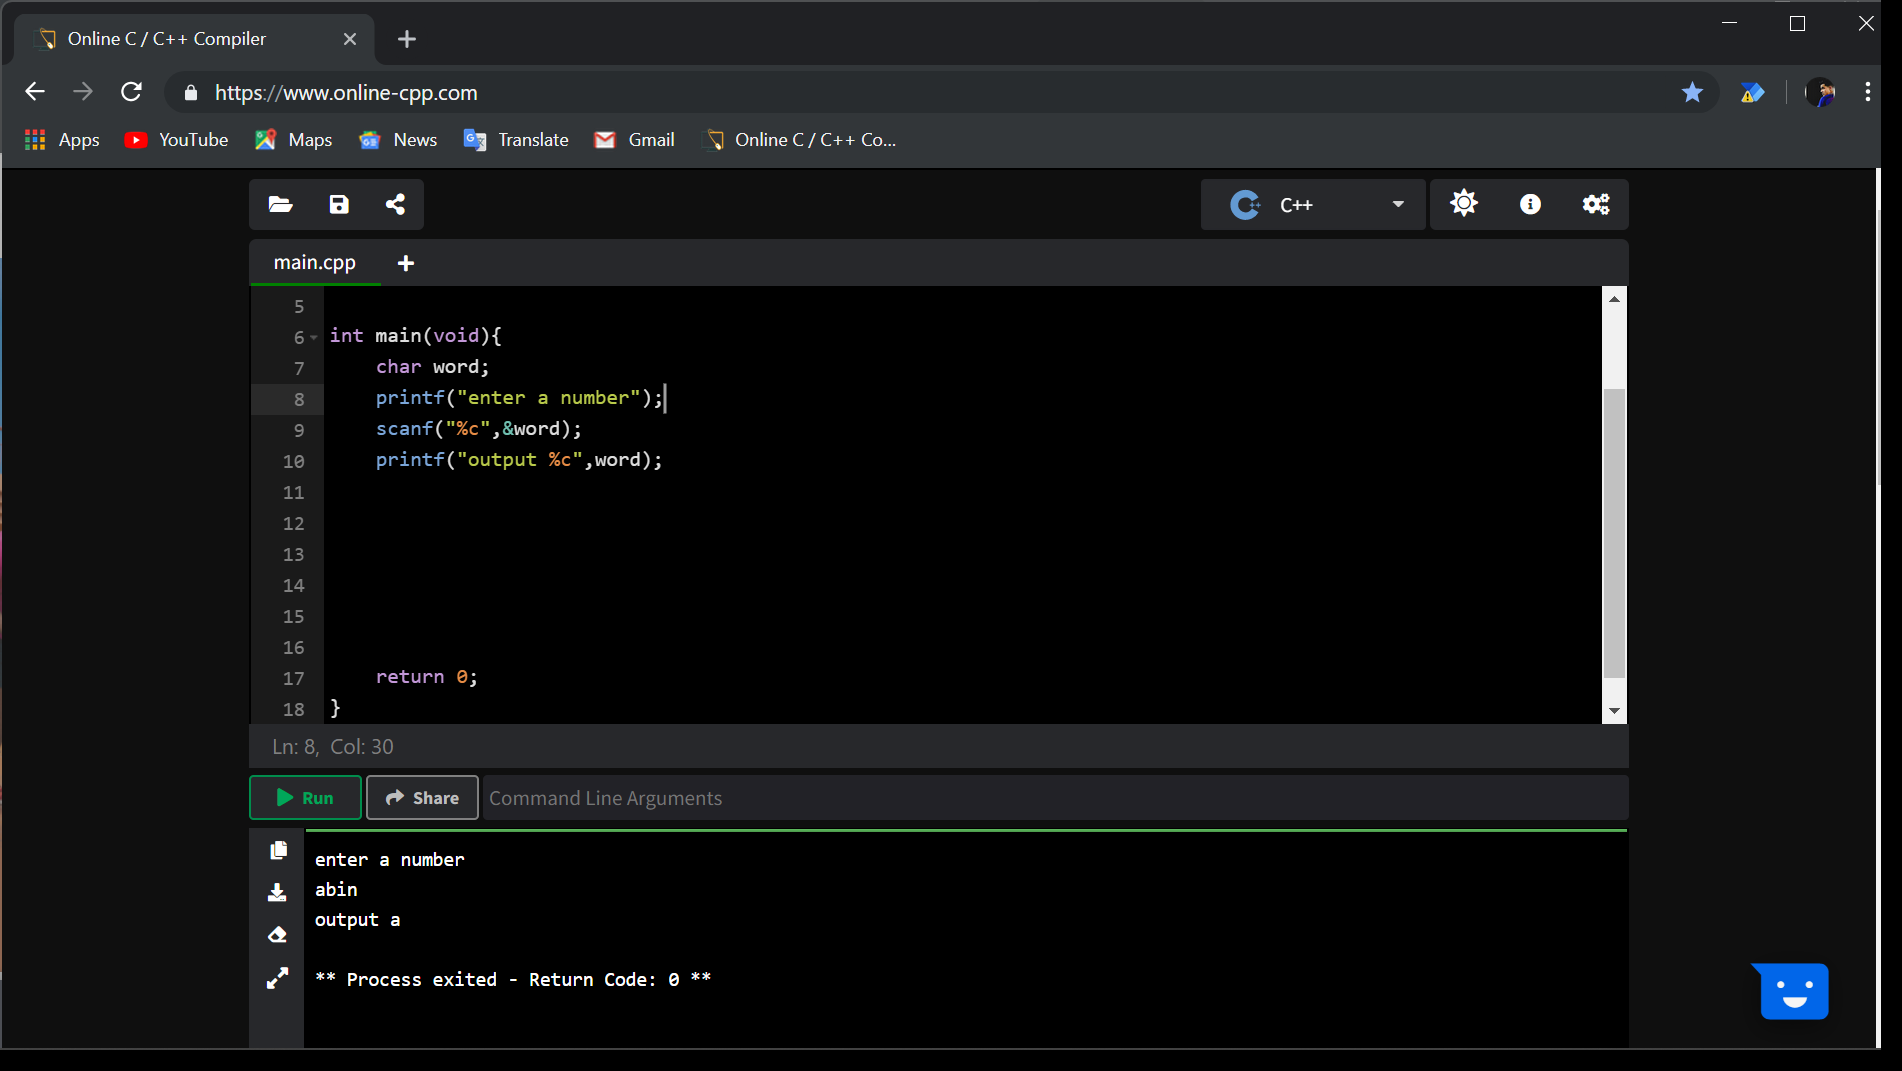 Online C / C++ Compiler
https://www.online-cpp.com
Apps YouTube Maps News Translate Gmail Online C / C++ Co...
C++
main.cpp
5
6 int main(void){
7     char word;
8     printf("enter a number");
9     scanf("%c",&word);
10     printf("output %c",word);
11
12
13
14
15
16
17     return 0;
18 }
Ln: 8, Col: 30
Run Share Command Line Arguments
enter a number
abin
output a
** Process exited - Return Code: 0 **